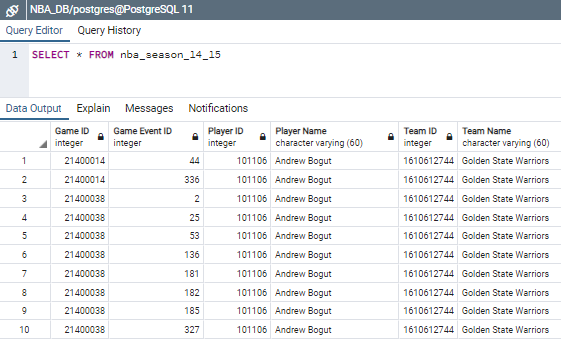 NBA_DB/postgres@PostgreSQL 11
Query Editor Query History
1 SELECT * FROM nba_season_14_15
Data Output Explain Messages Notifications
Game ID Game Event ID Player ID Player Name Team ID Team Name
integer integer integer character varying (60) integer character varying (60)
1 21400014 44 101106 Andrew Bogut 1610612744 Golden State Warriors
2 21400014 336 101106 Andrew Bogut 1610612744 Golden State Warriors
3 21400038 2 101106 Andrew Bogut 1610612744 Golden State Warriors
4 21400038 25 101106 Andrew Bogut 1610612744 Golden State Warriors
5 21400038 53 101106 Andrew Bogut 1610612744 Golden State Warriors
6 21400038 136 101106 Andrew Bogut 1610612744 Golden State Warriors
7 21400038 181 101106 Andrew Bogut 1610612744 Golden State Warriors
8 21400038 182 101106 Andrew Bogut 1610612744 Golden State Warriors
9 21400038 185 101106 Andrew Bogut 1610612744 Golden State Warriors
10 21400038 327 101106 Andrew Bogut 1610612744 Golden State Warriors